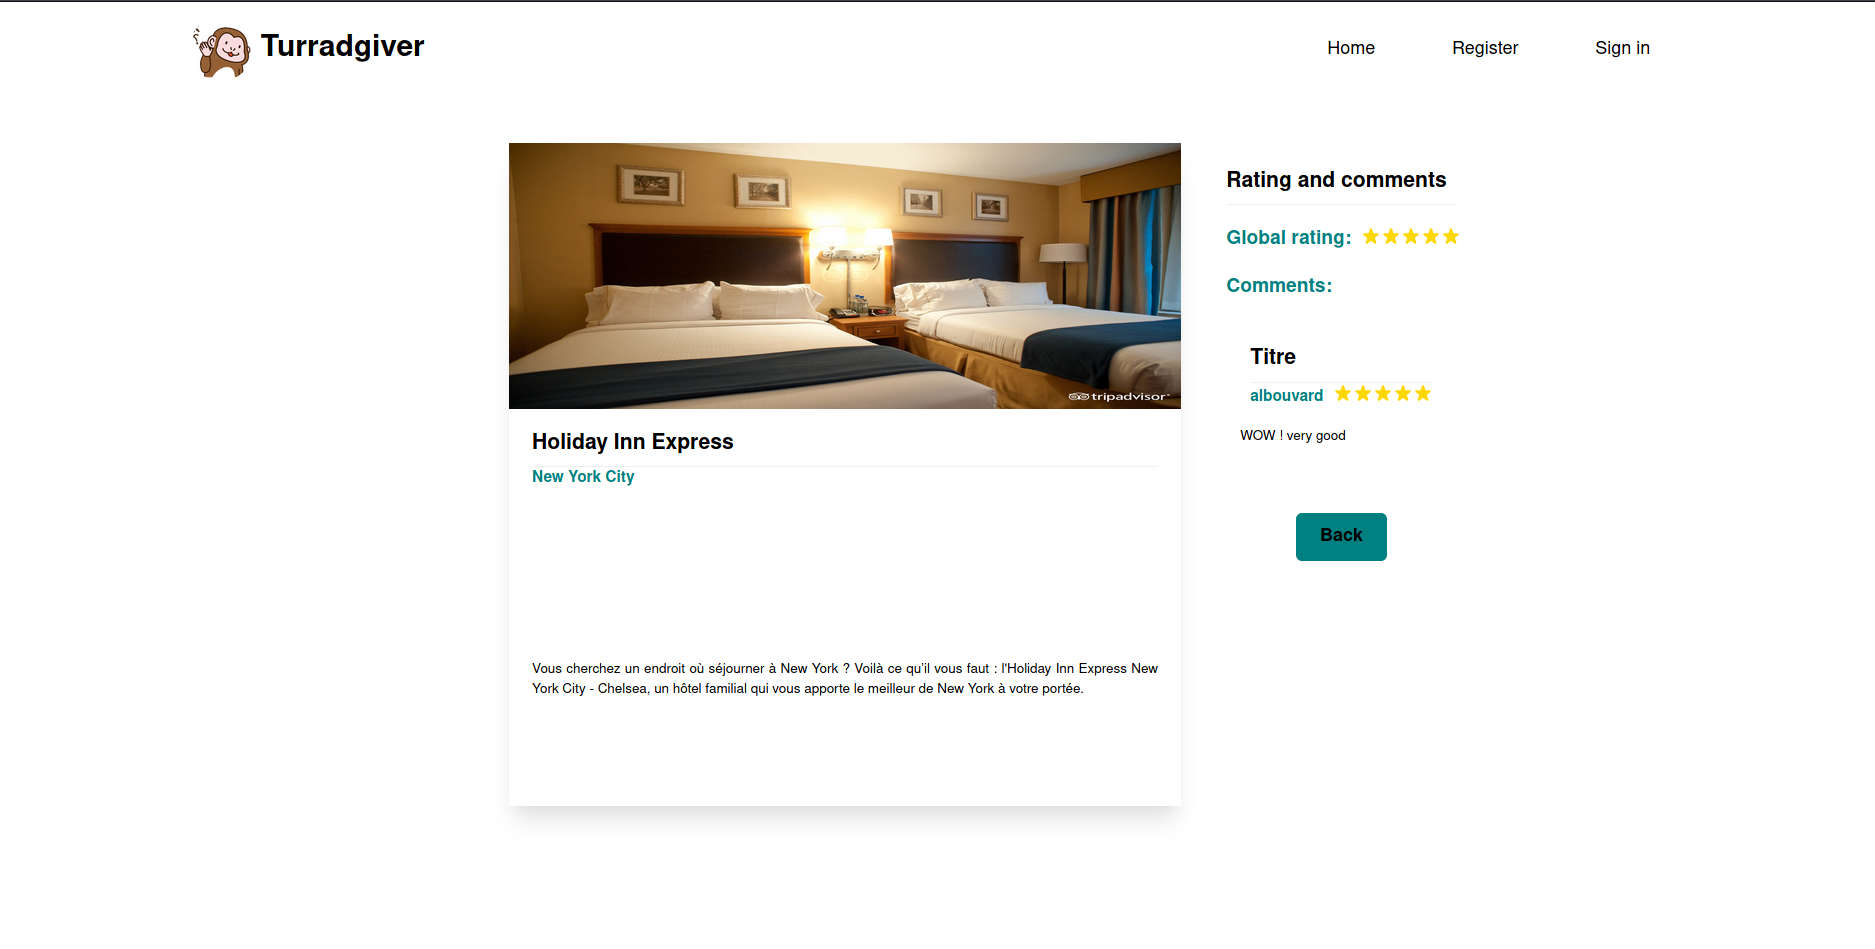 Turradgiver
Home
Register
Sign in
tripadvisor
Holiday Inn Express
New York City
Vous cherchez un endroit où séjourner à New York ? Voilà ce qu'il vous faut : l'Holiday Inn Express New
York City - Chelsea, un hôtel familial qui vous apporte le meilleur de New York à votre portée.
Rating and comments
Global rating:
Comments:
Titre
albouvard
WOW ! very good
Back